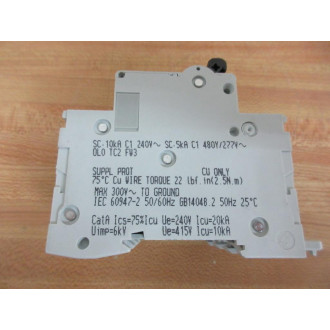 SC-10kA C1 240V~ SC-5kA C1 480Y/277V~
OL0 TC2 FW3
SUPPL PROT CU ONLY
75°C Cu WIRE TORQUE 22 lbf.in(2.5N.m)
MAX 300V~ TO GROUND
IEC 60947-2 50/60Hz GB14048.2 50Hz 25°C
CatA Ics=75%Icu Ue=240V Icu=20kA
Uimp=6kV Ue=415V Icu=10kA